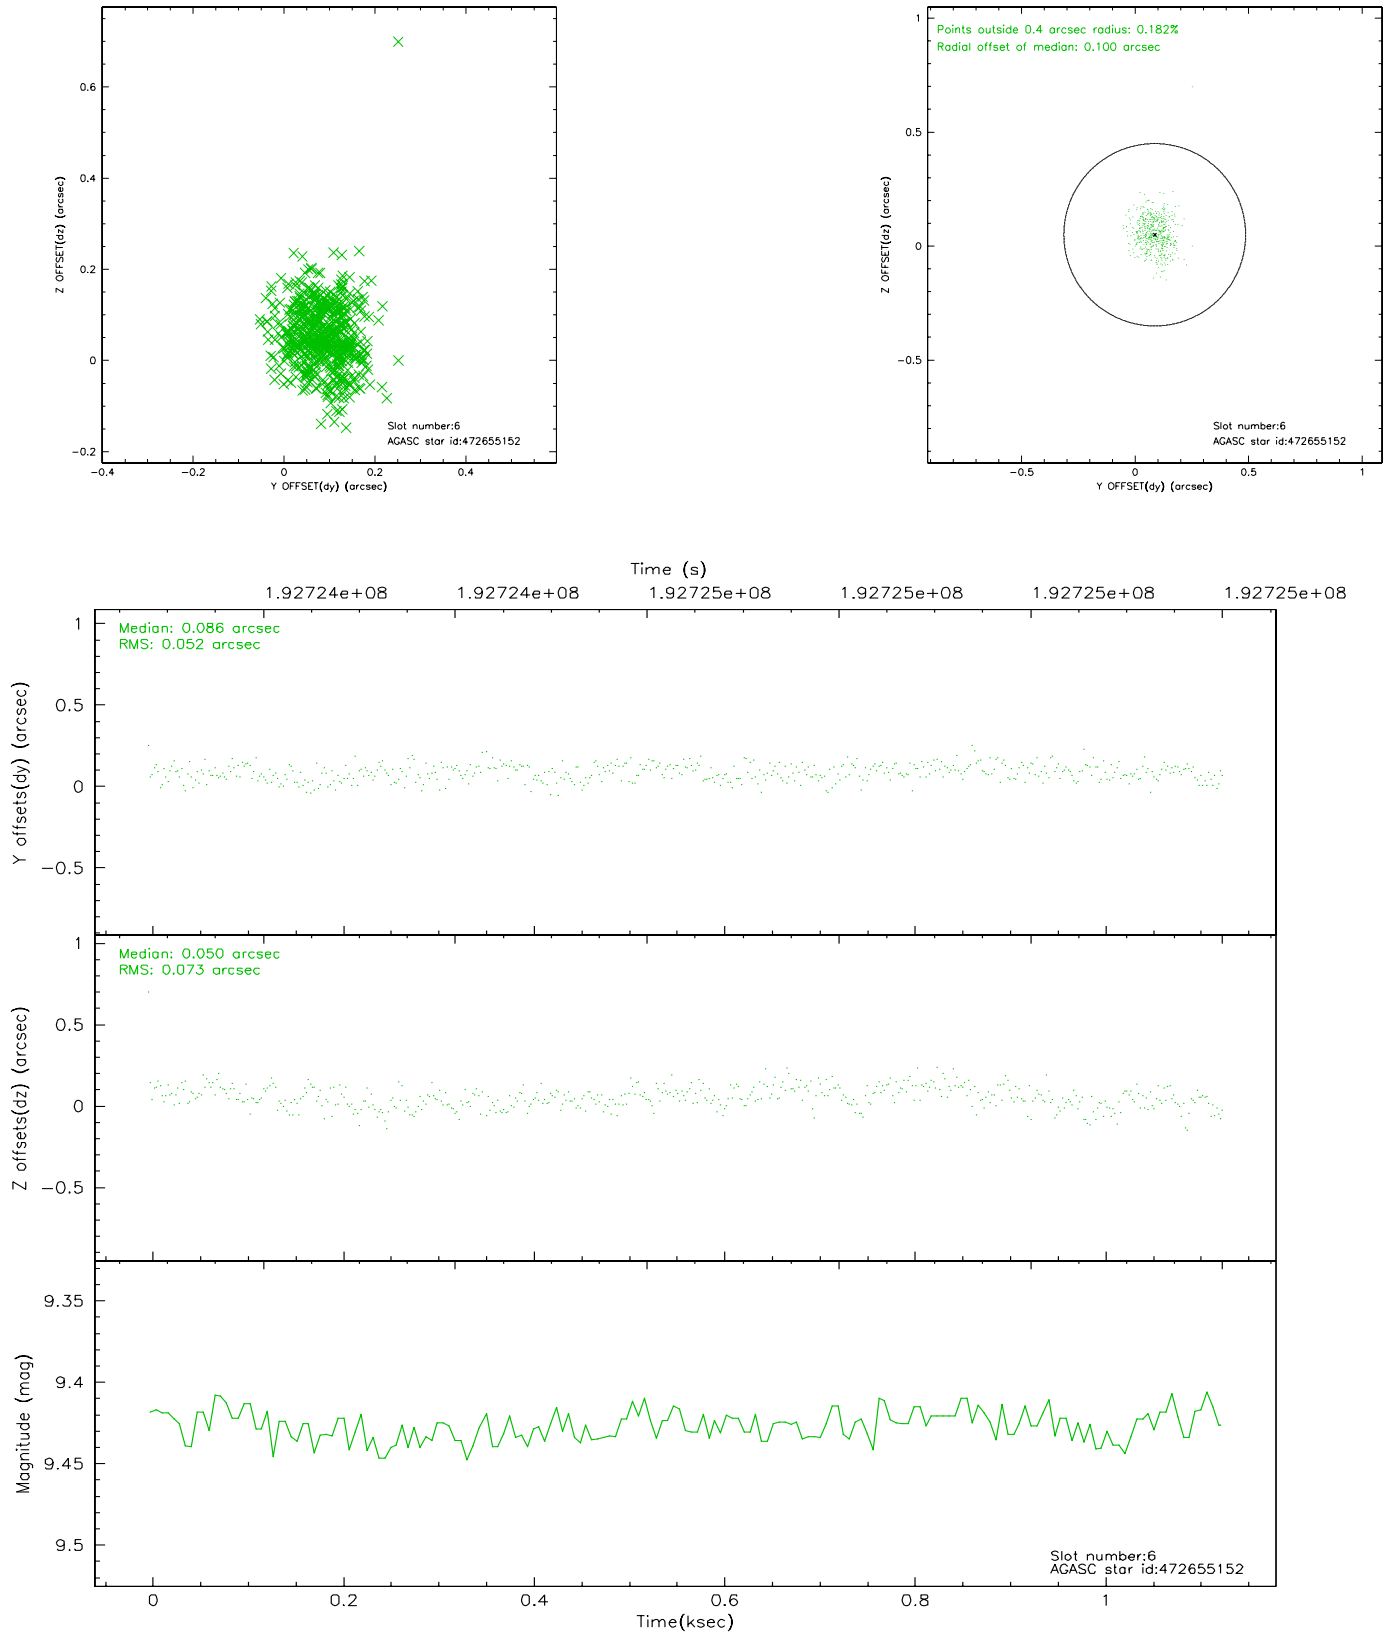 0.6
0.4
0.2
0
−0.2
Z OFFSET(dz) (arcsec)
Slot number:6
AGASC star id:472655152
−0.4 −0.2 0 0.2 0.4
Y OFFSET(dy) (arcsec)
Points outside 0.4 arcsec radius: 0.182%
Radial offset of median: 0.100 arcsec
1
0.5
0
−0.5
Z OFFSET(dz) (arcsec)
Slot number:6
AGASC star id:472655152
−0.5 0 0.5 1
Y OFFSET(dy) (arcsec)
Time (s)
1.92724e+08 1.92724e+08 1.92725e+08 1.92725e+08 1.92725e+08 1.92725e+08
Median: 0.086 arcsec
RMS: 0.052 arcsec
1
0.5
0
−0.5
Y offsets(dy) (arcsec)
Median: 0.050 arcsec
RMS: 0.073 arcsec
1
0.5
0
−0.5
Z offsets(dz) (arcsec)
9.35
9.4
9.45
9.5
Magnitude (mag)
Slot number:6
AGASC star id:472655152
0 0.2 0.4 0.6 0.8 1
Time(ksec)